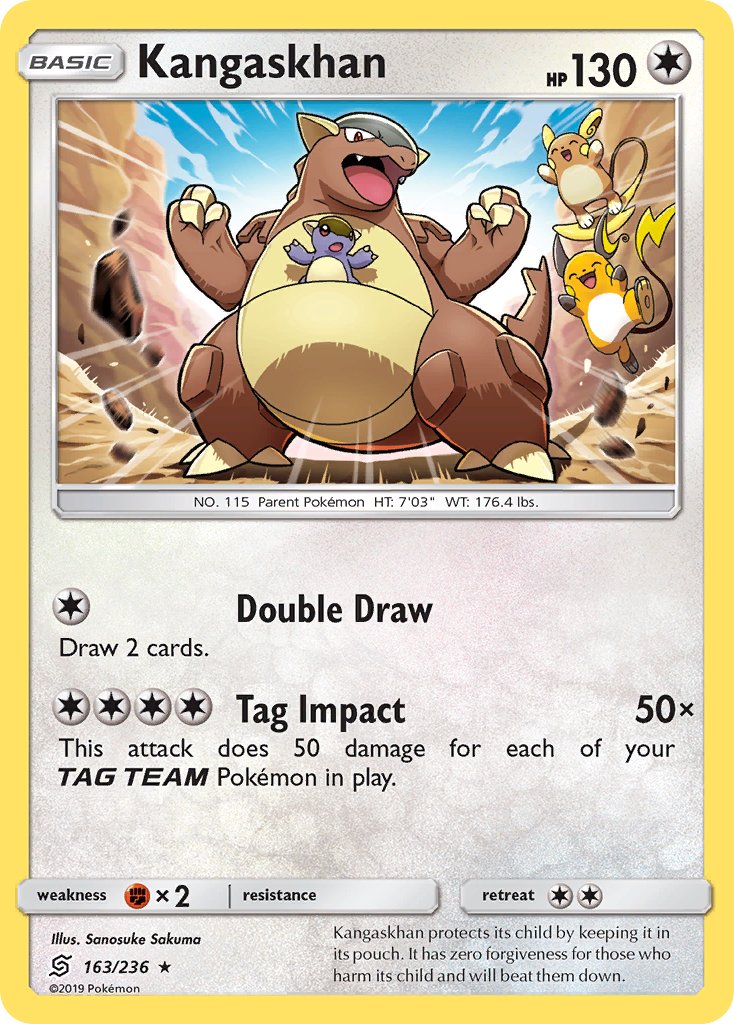 BASIC Kangaskhan HP 130
NO. 115 Parent Pokémon HT: 7'03" WT: 176.4 lbs.
Double Draw
Draw 2 cards.
Tag Impact 50×
This attack does 50 damage for each of your
TAG TEAM Pokémon in play.
weakness × 2 resistance retreat
Illus. Sanosuke Sakuma
163/236
©2019 Pokémon
Kangaskhan protects its child by keeping it in
its pouch. It has zero forgiveness for those who
harm its child and will beat them down.